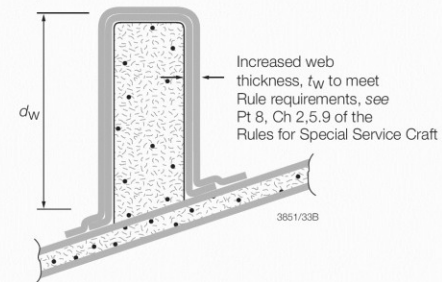 dw
Increased web
thickness, tw to meet
Rule requirements, see
Pt 8, Ch 2,5.9 of the
Rules for Special Service Craft
3851/33B